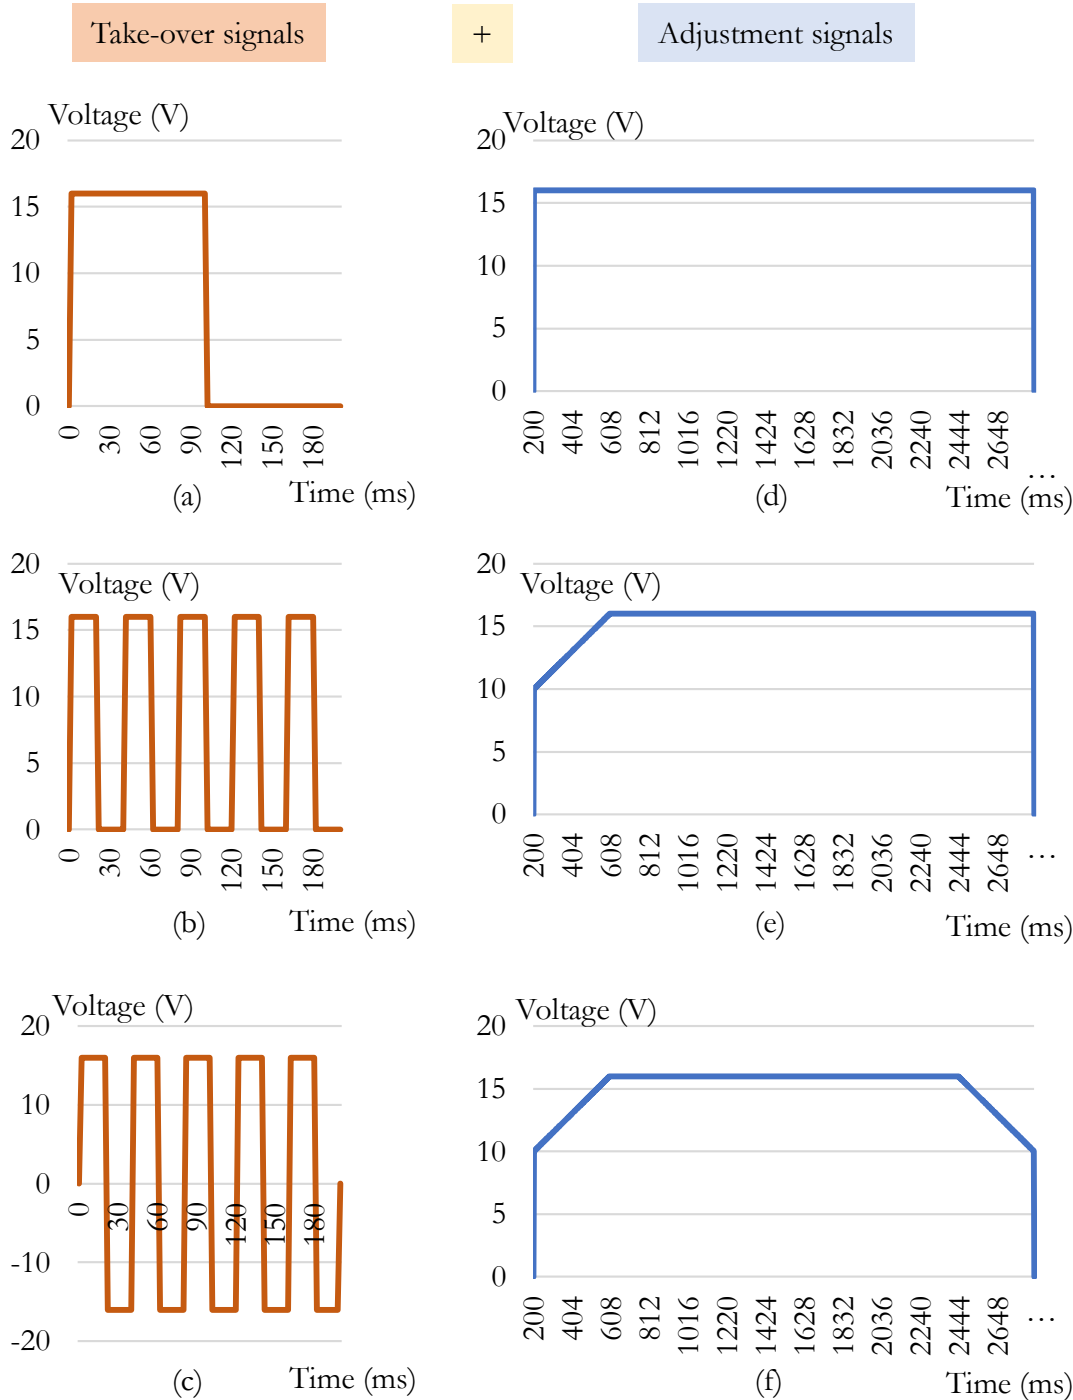 Take-over signals + Adjustment signals
Voltage (V)
20
15
10
5
0
0 30 60 90 120 150 180
Time (ms)
(a)
Voltage (V)
20
15
10
5
0
200 404 608 812 1016 1220 1424 1628 1832 2036 2240 2444 2648 ...
Time (ms)
(d)
Voltage (V)
20
15
10
5
0
0 30 60 90 120 150 180
Time (ms)
(b)
Voltage (V)
20
15
10
5
0
200 404 608 812 1016 1220 1424 1628 1832 2036 2240 2444 2648 ...
Time (ms)
(e)
Voltage (V)
20
10
0
-10
-20
0 30 60 90 120 150 180
Time (ms)
(c)
Voltage (V)
20
15
10
5
0
200 404 608 812 1016 1220 1424 1628 1832 2036 2240 2444 2648 ...
Time (ms)
(f)